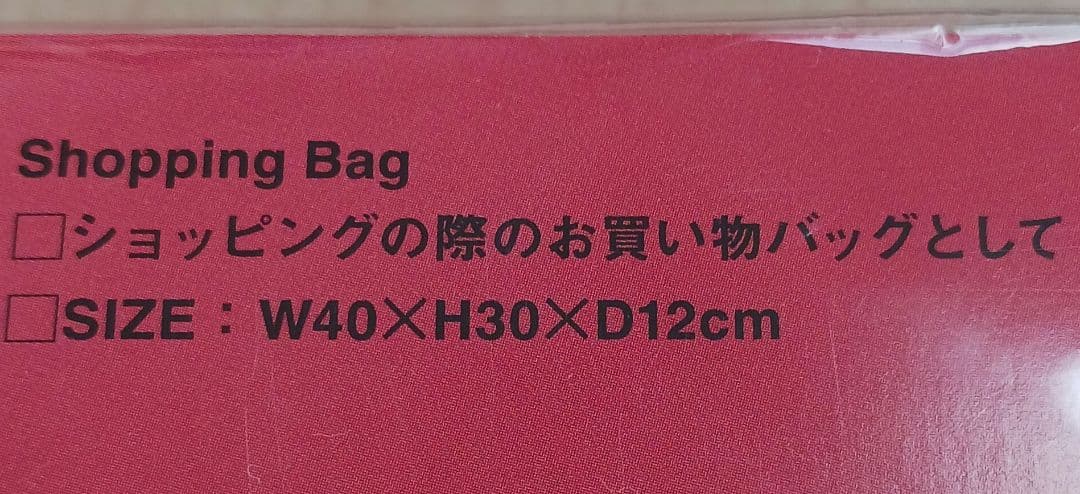 Shopping Bag
□ショッピングの際のお買い物バッグとして
□SIZE：W40×H30×D12cm